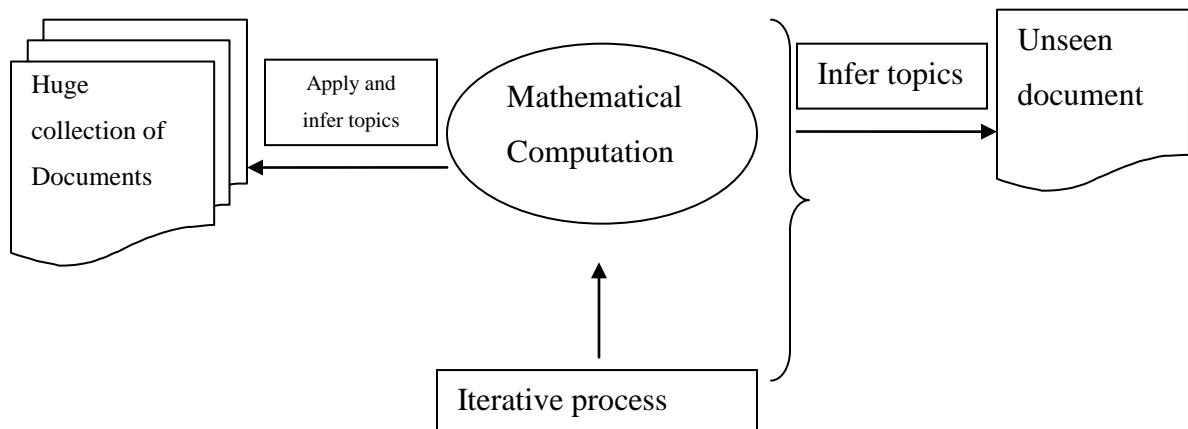 Huge
collection of
Documents
Apply and
infer topics
Mathematical
Computation
Infer topics
Unseen
document
Iterative process